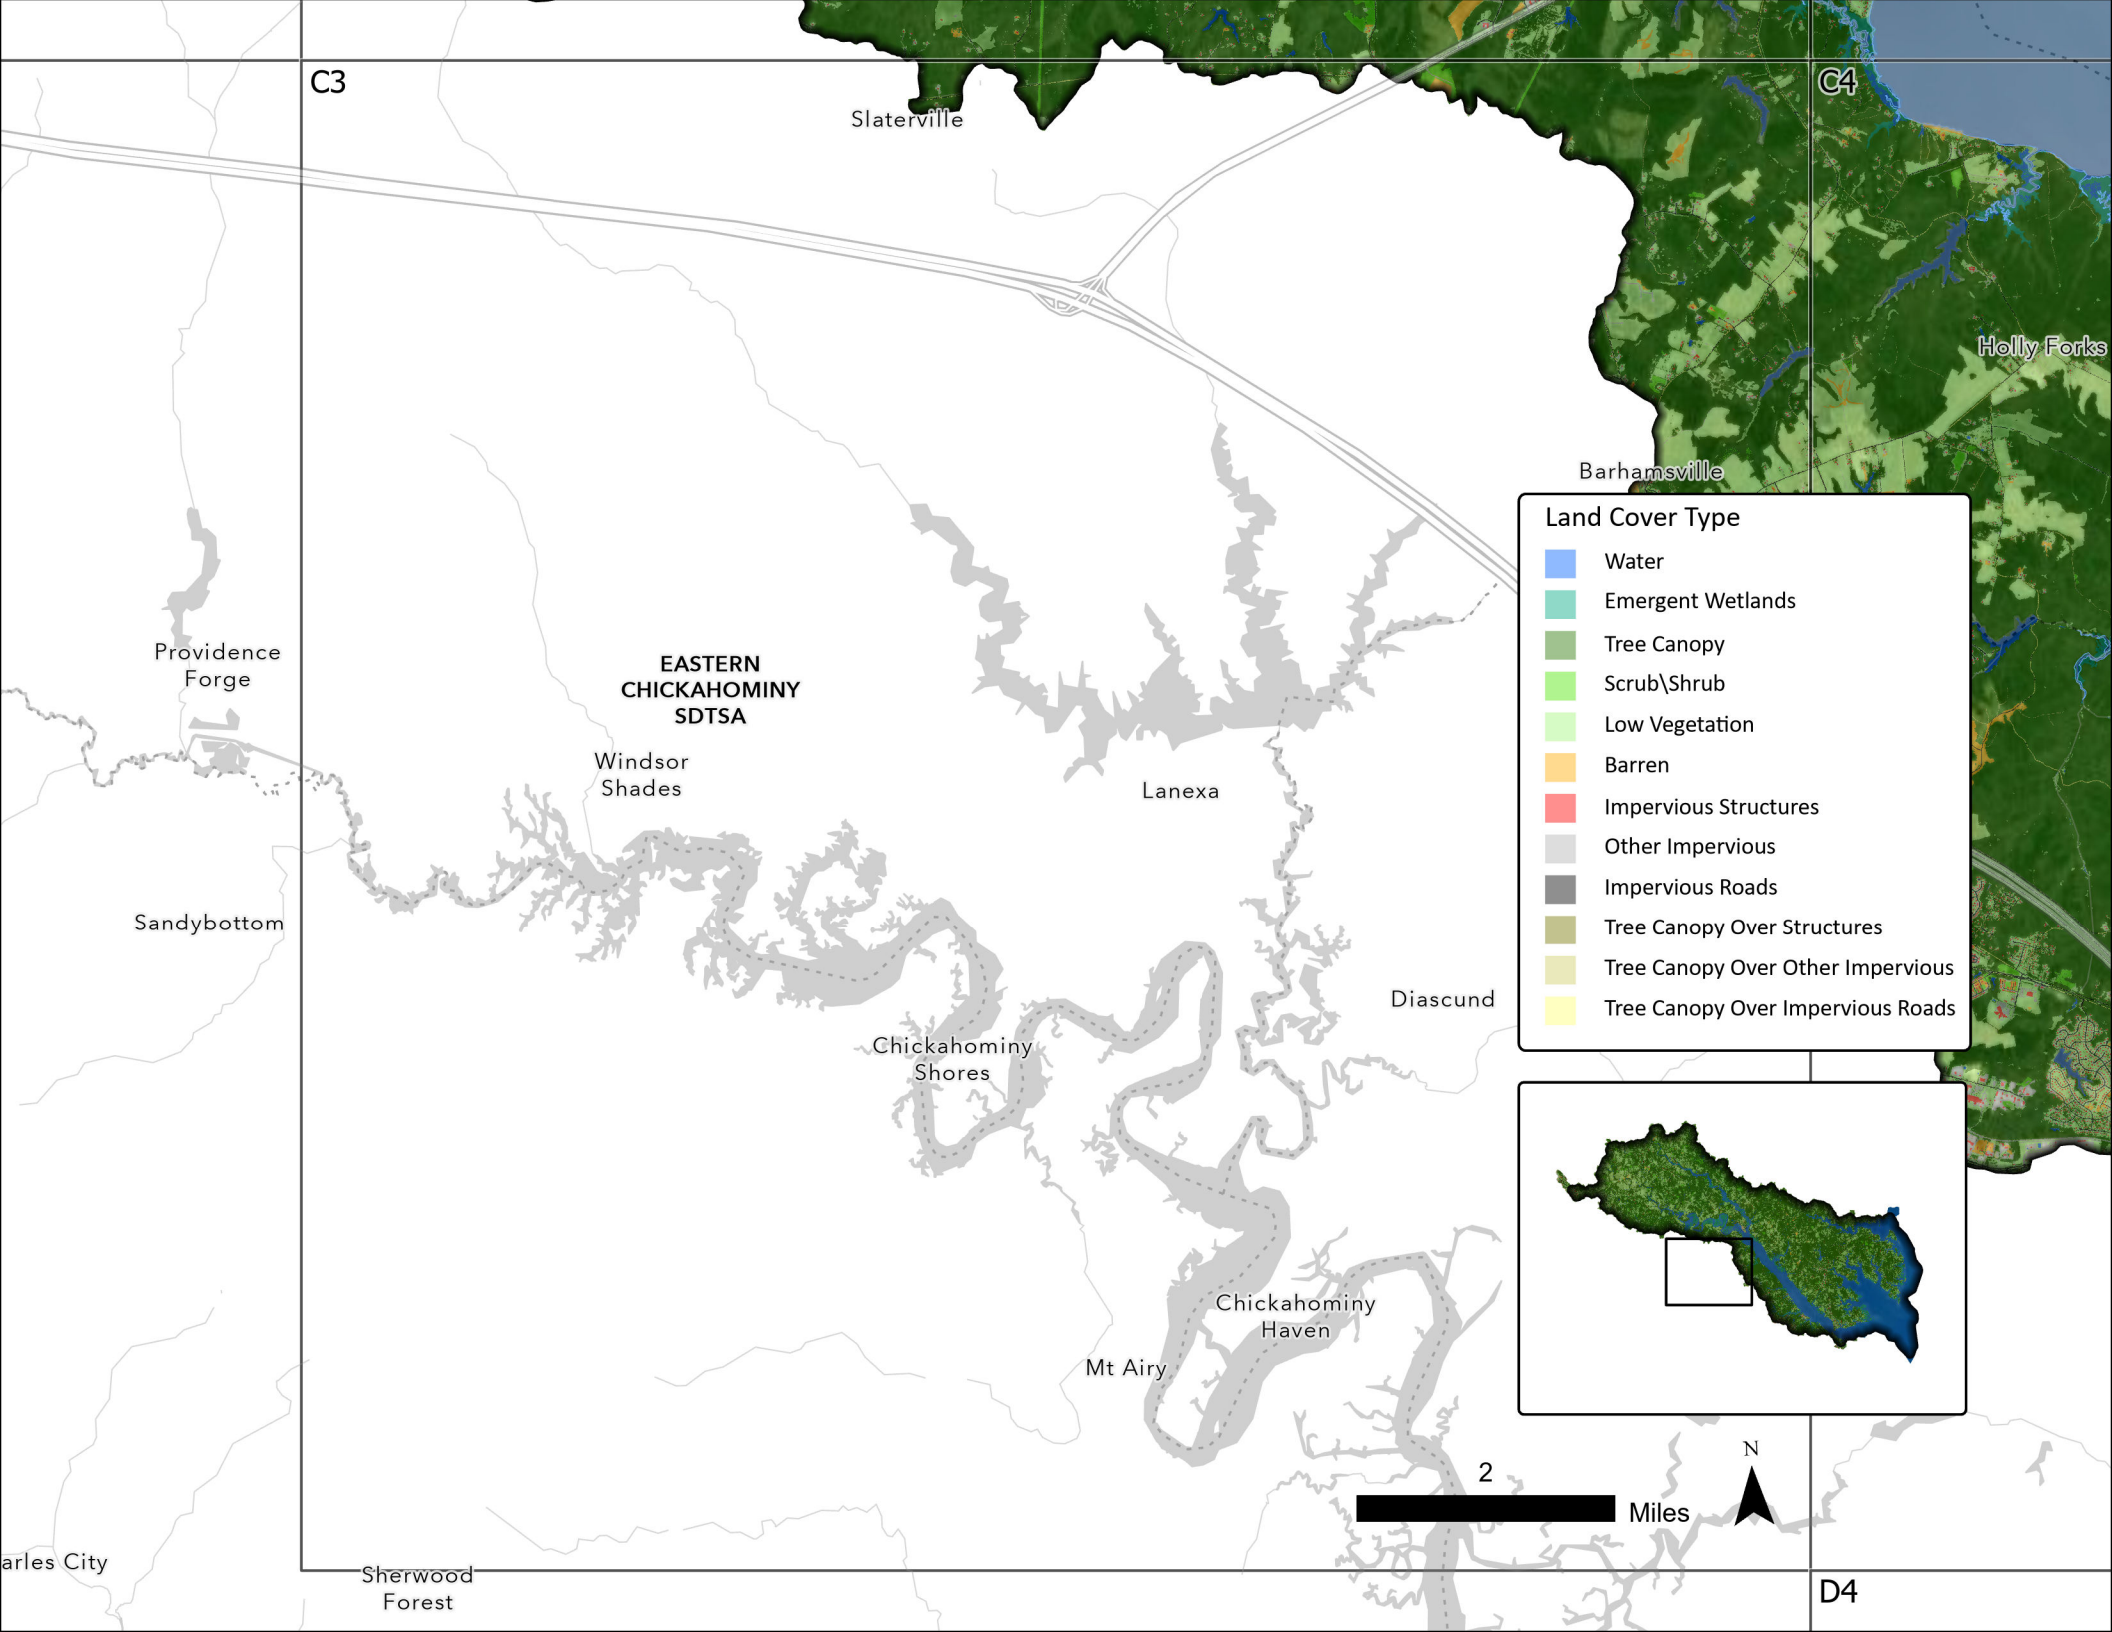 C3
C4
Slaterville
Holly Forks
Barhamsville
Land Cover Type
Water
Emergent Wetlands
Tree Canopy
Scrub\Shrub
Low Vegetation
Barren
Impervious Structures
Other Impervious
Impervious Roads
Tree Canopy Over Structures
Tree Canopy Over Other Impervious
Tree Canopy Over Impervious Roads
Providence
Forge
EASTERN
CHICKAHOMINY
SDTSA
Windsor
Shades
Lanexa
Sandybottom
Diascund
Chickahominy
Shores
Chickahominy
Haven
Mt Airy
N
2
Miles
arles City
Sherwood
Forest
D4